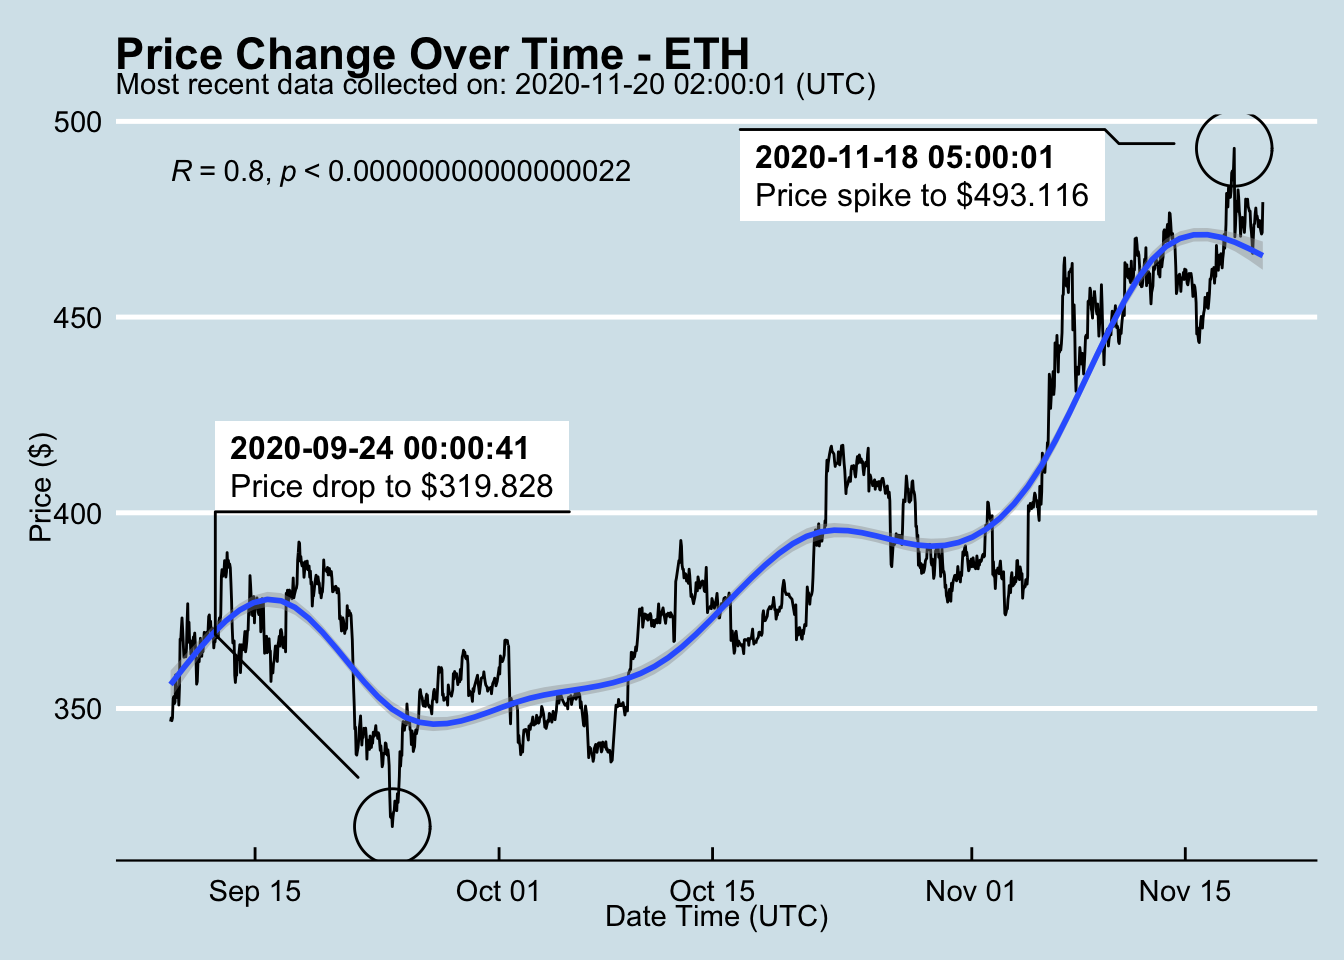 Price Change Over Time - ETH
Most recent data collected on: 2020-11-20 02:00:01 (UTC)
500
R = 0.8, p < 0.00000000000000022
2020-11-18 05:00:01
Price spike to $493.116
450
2020-09-24 00:00:41
Price drop to $319.828
Price ($)
400
350
Sep 15 Oct 01 Oct 15 Nov 01 Nov 15
Date Time (UTC)